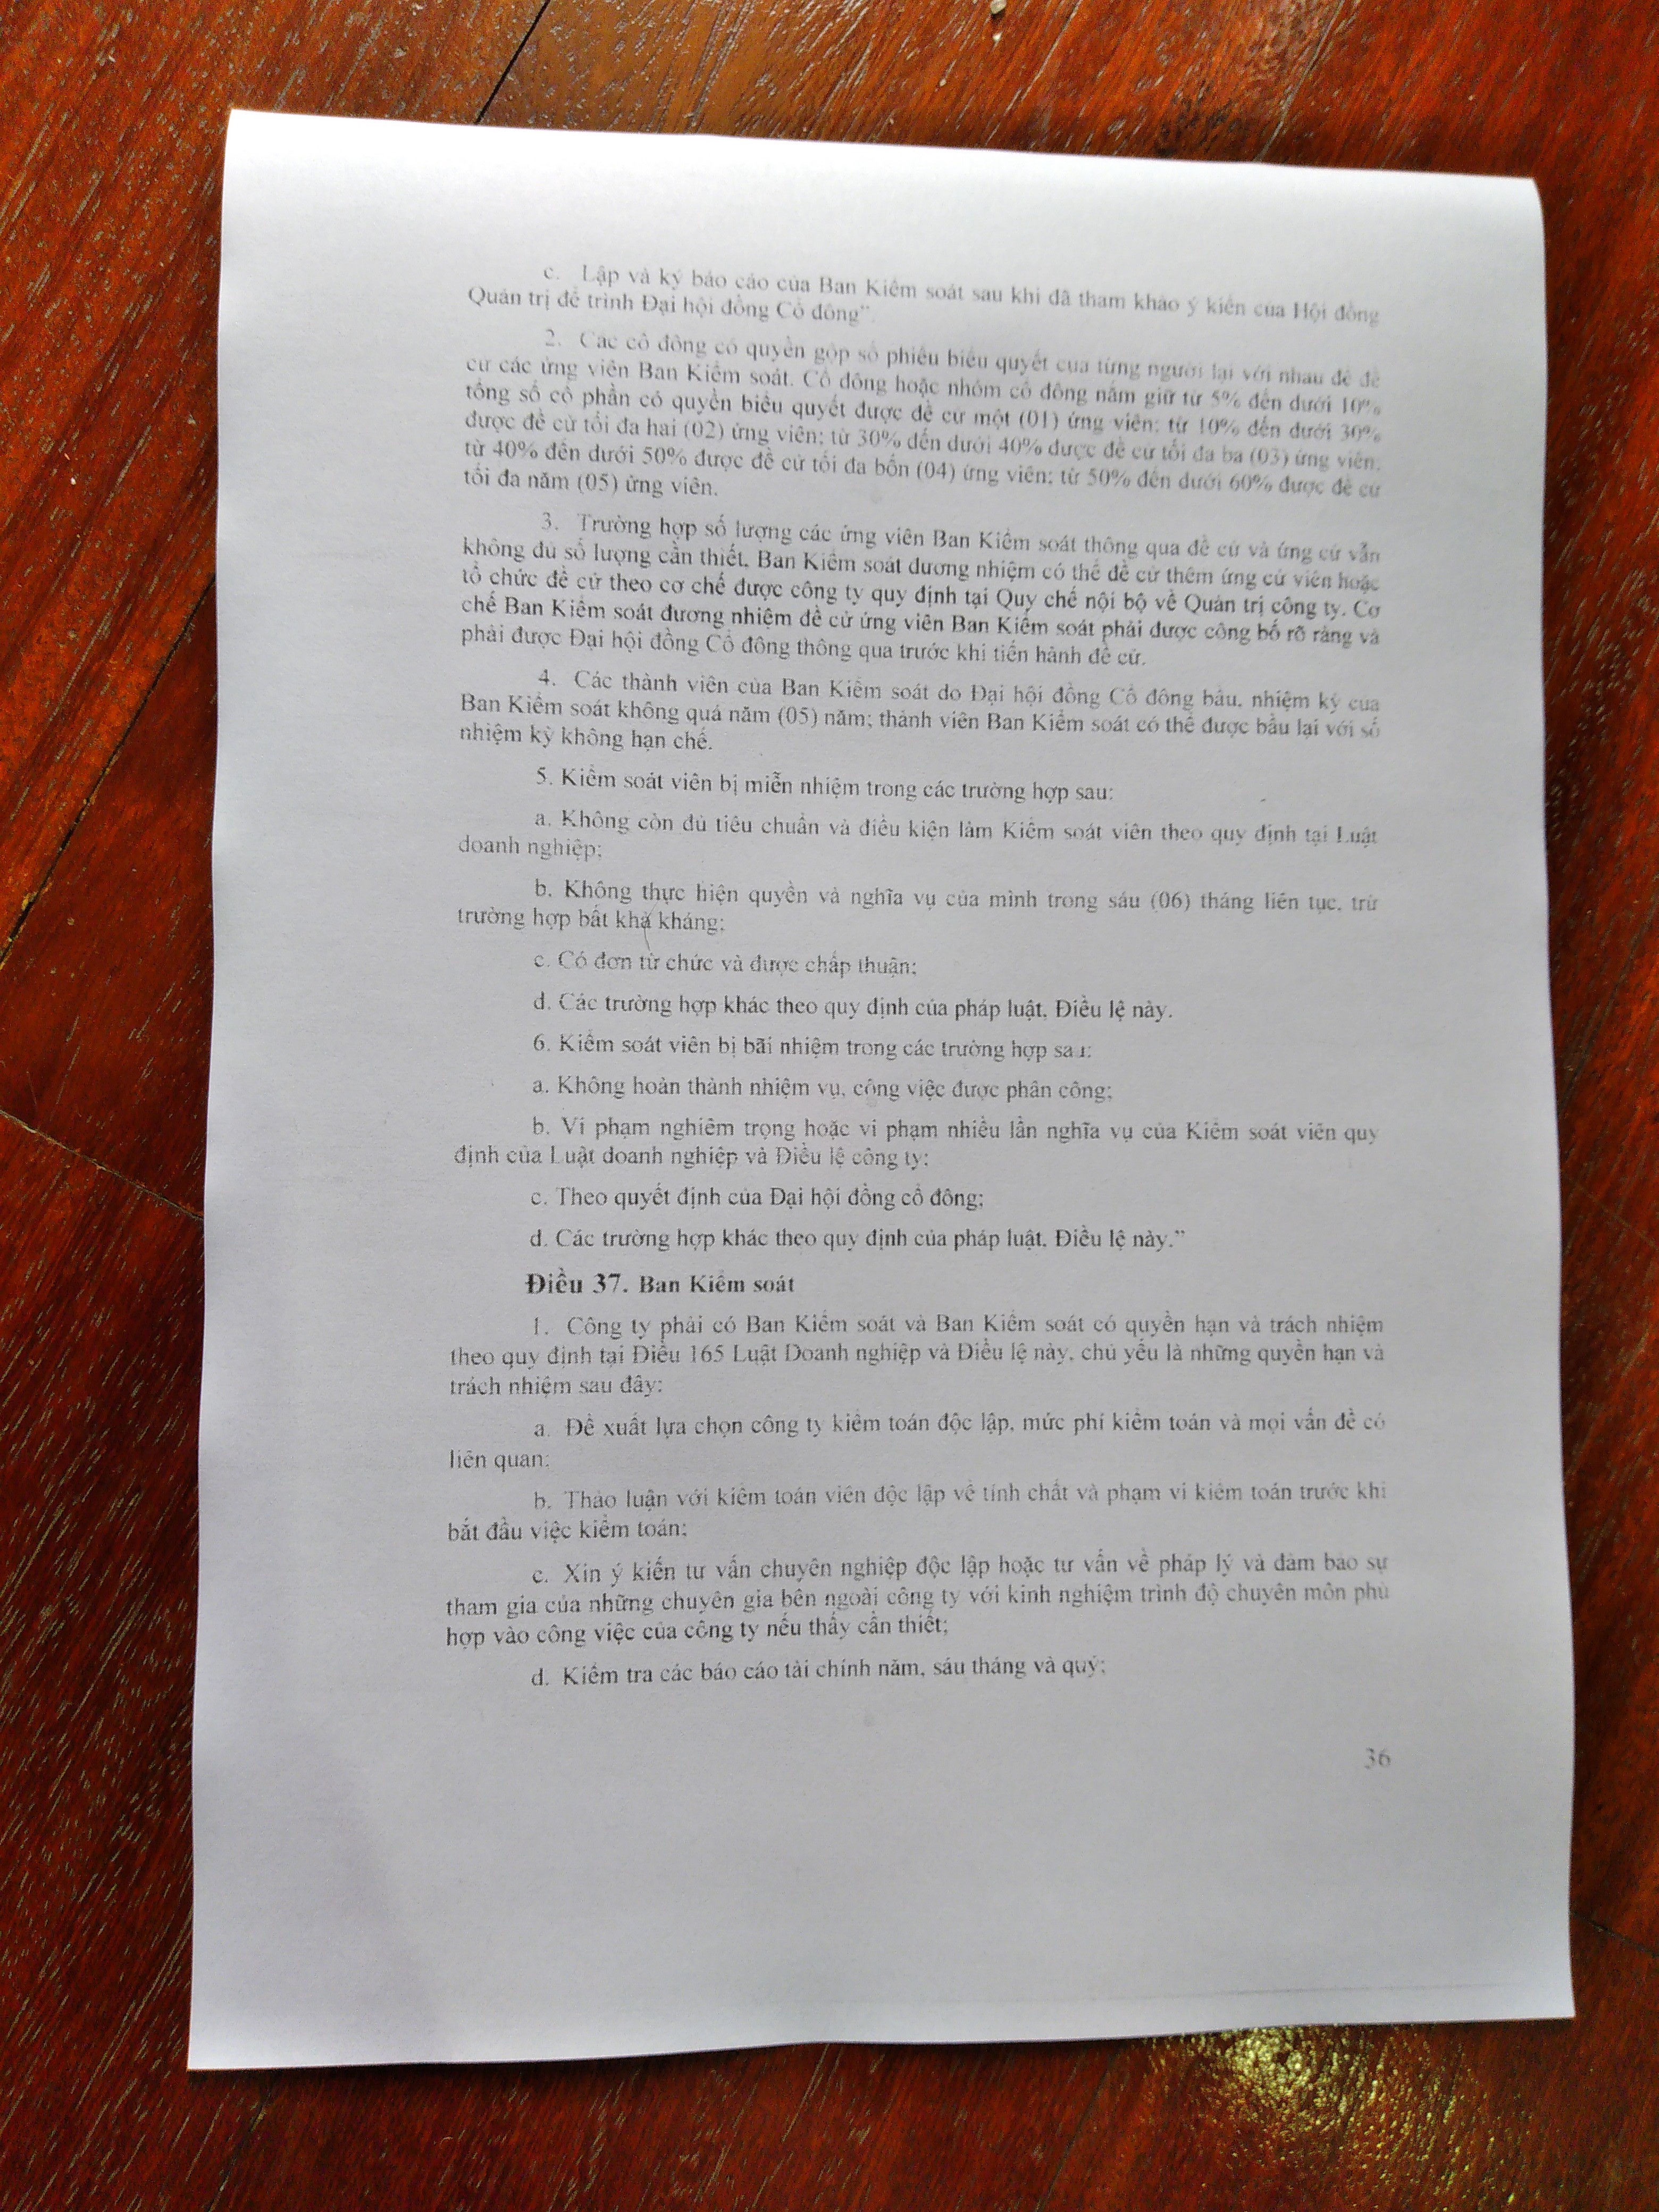 c. Lập và ký báo cáo của Ban Kiểm soát sau khi đã tham khảo ý kiến của Hội đồng
Quản trị để trình Đại hội đồng Cổ đông”.
2. Các cổ đông có quyền gộp số phiếu biểu quyết của từng người lại với nhau để đề
cử các ứng viên Ban Kiểm soát. Cổ đông hoặc nhóm cổ đông nắm giữ từ 5% đến dưới 10%
tổng số cổ phần có quyền biểu quyết được đề cử một (01) ứng viên; từ 10% đến dưới 30%
được đề cử tối đa hai (02) ứng viên; từ 30% đến dưới 40% được đề cử tối đa ba (03) ứng viên;
từ 40% đến dưới 50% được đề cử tối đa bốn (04) ứng viên; từ 50% đến dưới 60% được đề cử
tối đa năm (05) ứng viên.
3. Trường hợp số lượng các ứng viên Ban Kiểm soát thông qua đề cử và ứng cử vẫn
không đủ số lượng cần thiết, Ban Kiểm soát đương nhiệm có thể đề cử thêm ứng cử viên hoặc
tổ chức đề cử theo cơ chế được công ty quy định tại Quy chế nội bộ về Quản trị công ty. Cơ
chế Ban Kiểm soát đương nhiệm đề cử ứng viên Ban Kiểm soát phải được công bố rõ ràng và
phải được Đại hội đồng Cổ đông thông qua trước khi tiến hành đề cử.
4. Các thành viên của Ban Kiểm soát do Đại hội đồng Cổ đông bầu, nhiệm kỳ của
Ban Kiểm soát không quá năm (05) năm; thành viên Ban Kiểm soát có thể được bầu lại với số
nhiệm kỳ không hạn chế.
5. Kiểm soát viên bị miễn nhiệm trong các trường hợp sau:
a. Không còn đủ tiêu chuẩn và điều kiện làm Kiểm soát viên theo quy định tại Luật
doanh nghiệp;
b. Không thực hiện quyền và nghĩa vụ của mình trong sáu (06) tháng liên tục, trừ
trường hợp bất khả kháng;
c. Có đơn từ chức và được chấp thuận;
d. Các trường hợp khác theo quy định của pháp luật, Điều lệ này.
6. Kiểm soát viên bị bãi nhiệm trong các trường hợp sau:
a. Không hoàn thành nhiệm vụ, công việc được phân công;
b. Vi phạm nghiêm trọng hoặc vi phạm nhiều lần nghĩa vụ của Kiểm soát viên quy
định của Luật doanh nghiệp và Điều lệ công ty;
c. Theo quyết định của Đại hội đồng cổ đông;
d. Các trường hợp khác theo quy định của pháp luật, Điều lệ này.”
Điều 37. Ban Kiểm soát
1. Công ty phải có Ban Kiểm soát và Ban Kiểm soát có quyền hạn và trách nhiệm
theo quy định tại Điều 165 Luật Doanh nghiệp và Điều lệ này, chủ yếu là những quyền hạn và
trách nhiệm sau đây:
a. Đề xuất lựa chọn công ty kiểm toán độc lập, mức phí kiểm toán và mọi vấn đề có
liên quan;
b. Thảo luận với kiểm toán viên độc lập về tính chất và phạm vi kiểm toán trước khi
bắt đầu việc kiểm toán;
c. Xin ý kiến tư vấn chuyên nghiệp độc lập hoặc tư vấn về pháp lý và đảm bảo sự
tham gia của những chuyên gia bên ngoài công ty với kinh nghiệm trình độ chuyên môn phù
hợp vào công việc của công ty nếu thấy cần thiết;
d. Kiểm tra các báo cáo tài chính năm, sáu tháng và quý;
36